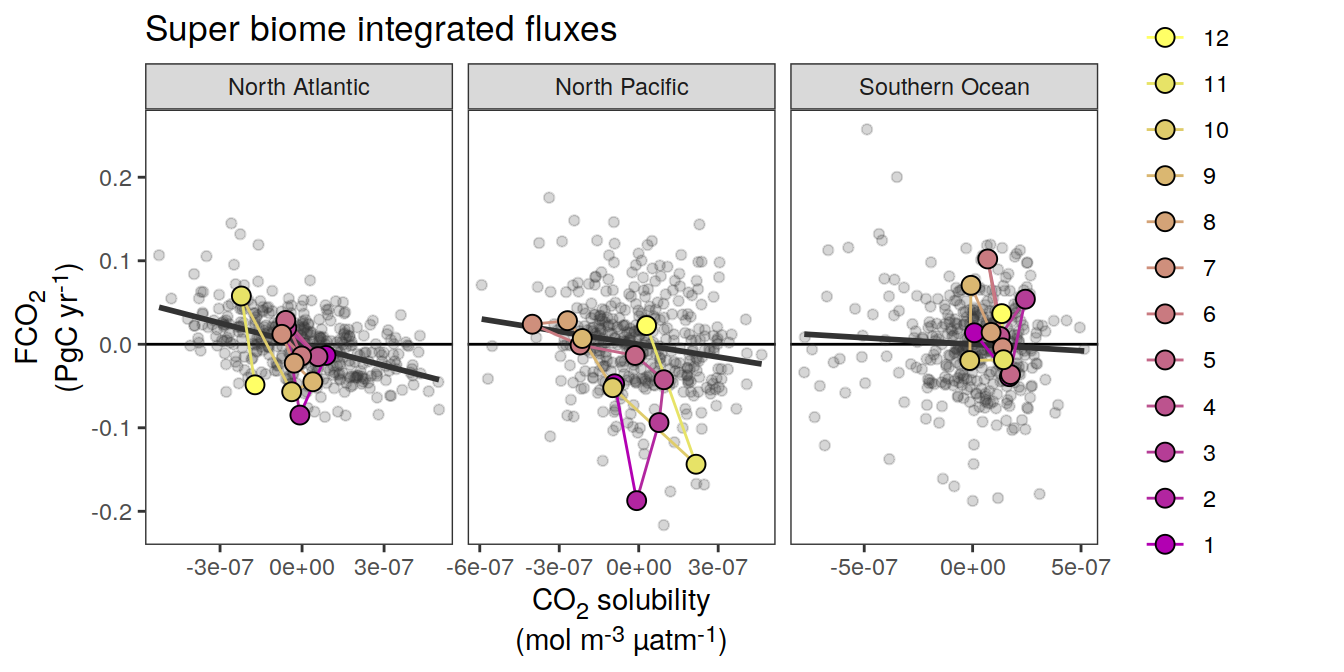 Super biome integrated fluxes
North Atlantic North Pacific Southern Ocean
FCO2
(PgC yr-1)
0.2
0.1
0.0
-0.1
-0.2
-3e-07 0e+00 3e-07 -6e-07 -3e-07 0e+00 3e-07 -5e-07 0e+00 5e-07
CO2 solubility
(mol m-3 µatm-1)
12
11
10
9
8
7
6
5
4
3
2
1